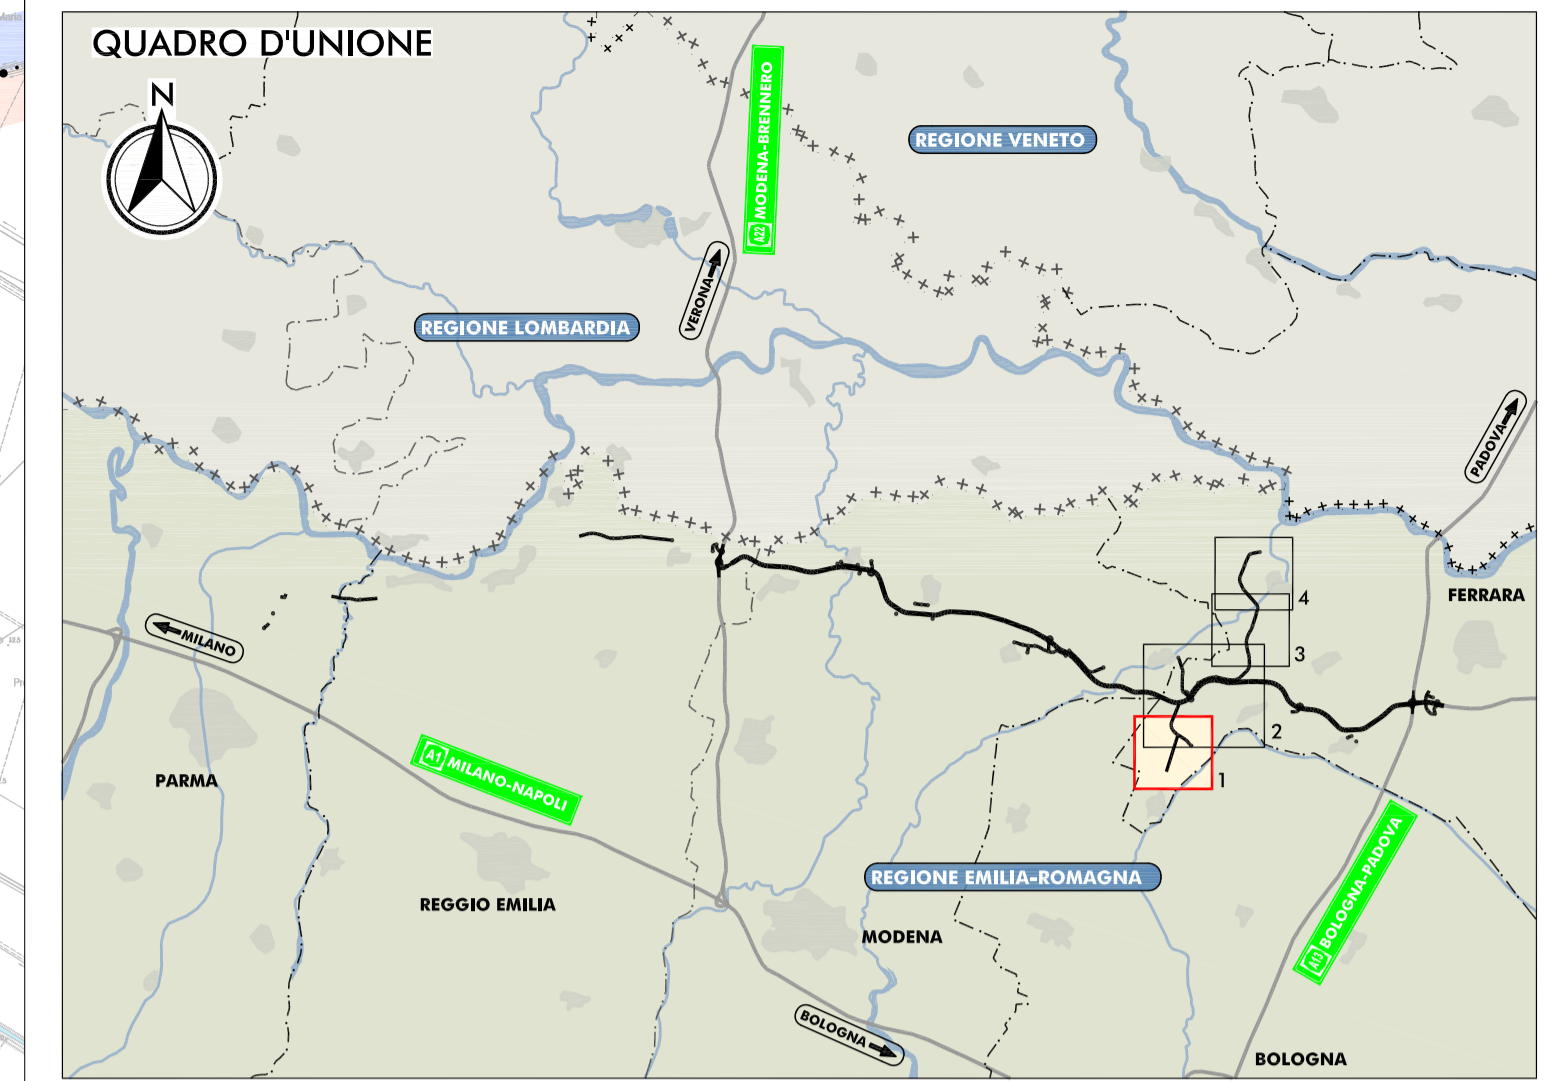 QUADRO D'UNIONE
N
A22 MODENA-BRENNERO
REGIONE VENETO
VERONA
REGIONE LOMBARDIA
PADOVA
4
FERRARA
MILANO
3
2
1
PARMA
A1 MILANO-NAPOLI
REGIONE EMILIA-ROMAGNA
A13 BOLOGNA-PADOVA
REGGIO EMILIA
MODENA
BOLOGNA
BOLOGNA